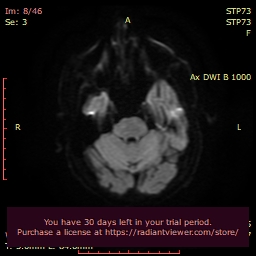 Im: 8/46
Se: 3
A
STP73
STP73
F
Ax DWI B 1000
R
L
You have 30 days left in your trial period.
Purchase a license at https://radiantviewer.com/store/